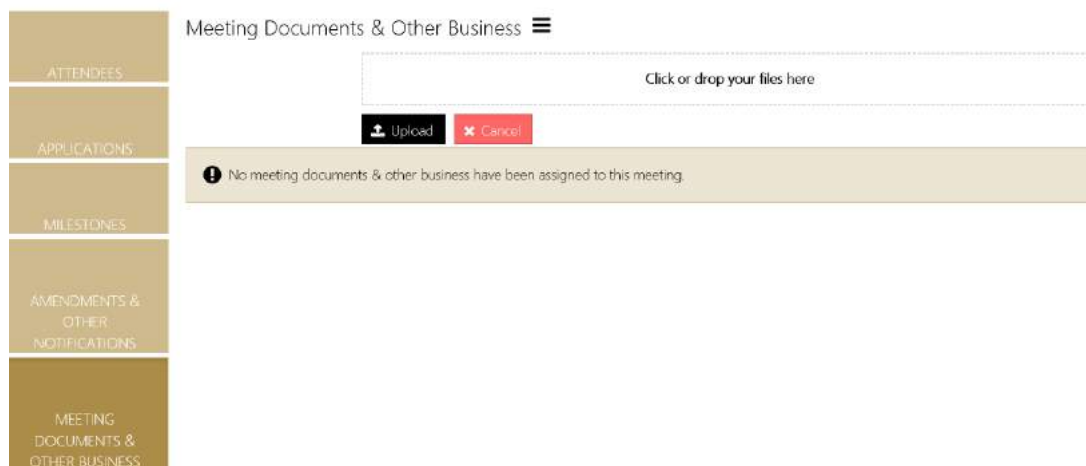 Meeting Documents & Other Business
ATTENDEES
Click or drop your files here
Upload
Cancel
APPLICATIONS
No meeting documents & other business have been assigned to this meeting.
MILESTONES
AMENDMENTS &
OTHER
NOTIFICATIONS
MEETING
DOCUMENTS &
OTHER BUSINESS